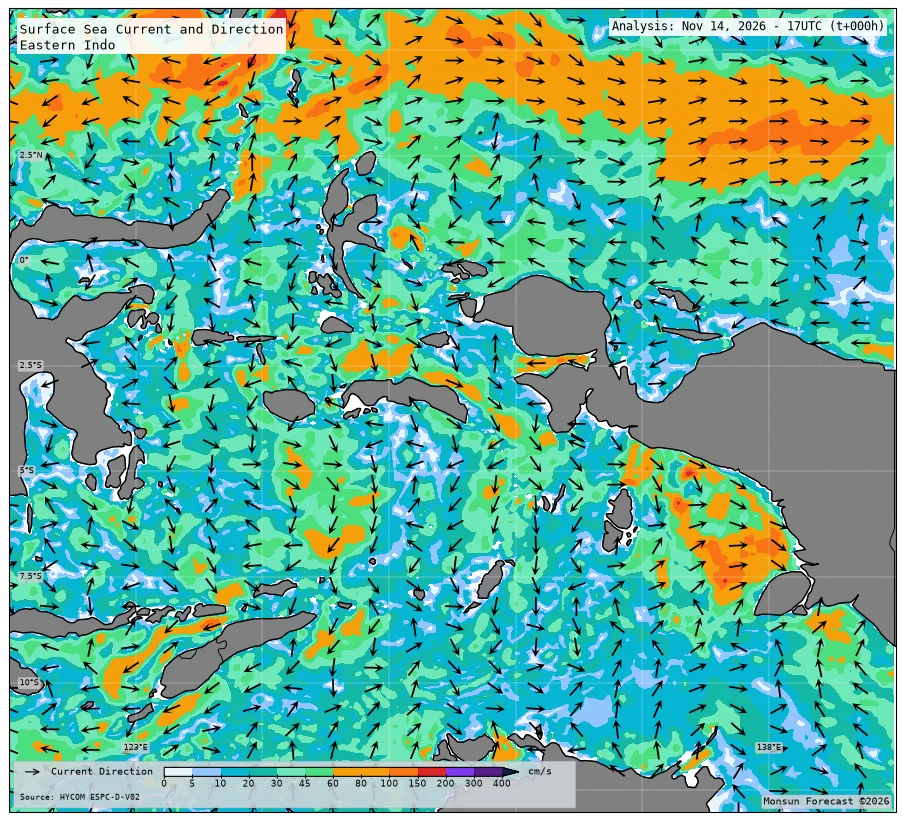 Surface Sea Current and Direction
Eastern Indo
Analysis: Nov 14, 2026 - 17UTC (t+000h)
2.5°N
0°
2.5°S
5°S
7.5°S
10°S
123°E
138°E
Current Direction
0 5 10 20 30 45 60 80 100 150 200 300 400
cm/s
Source: HYCOM ESPC-D-V02
Monsun Forecast ©2026